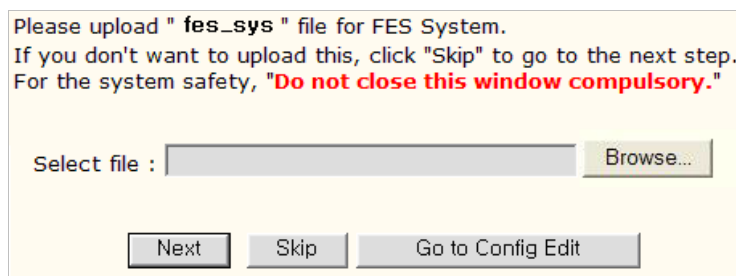 Please upload " fes_sys " file for FES System.
If you don't want to upload this, click "Skip" to go to the next step.
For the system safety, "Do not close this window compulsory."
Select file : Browse...
Next Skip Go to Config Edit